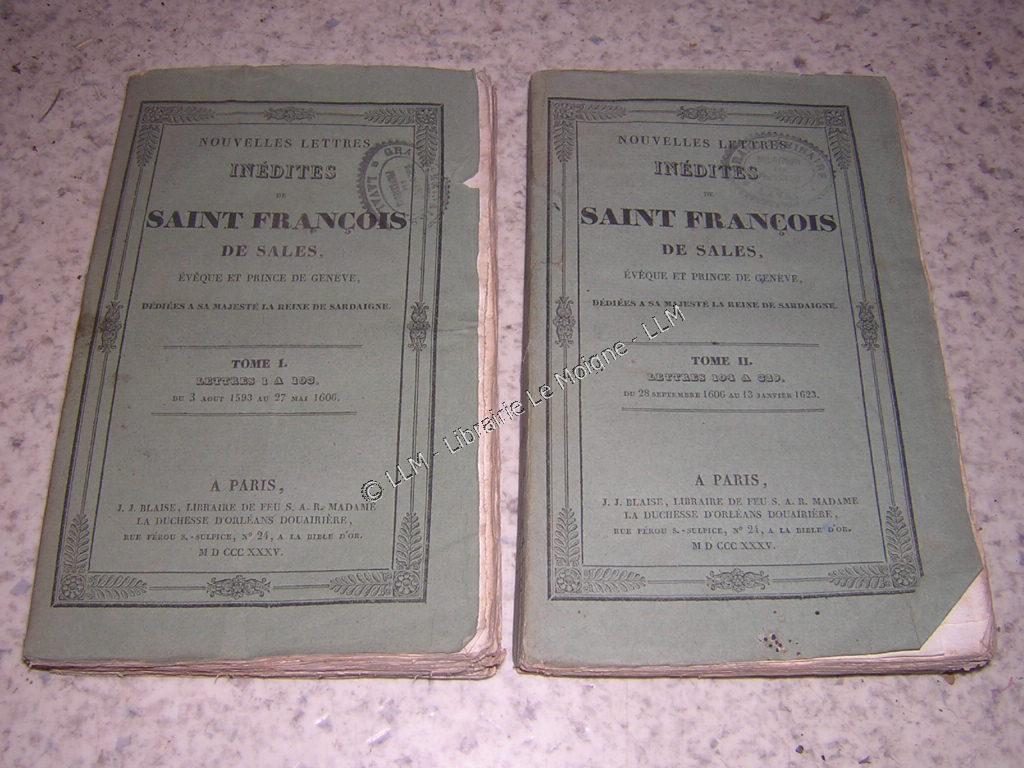 NOUVELLES LETTRES
INÉDITES
DE
SAINT FRANÇOIS
DE SALES,
ÉVÊQUE ET PRINCE DE GENÈVE,
DÉDIÉES A SA MAJESTÉ LA REINE DE SARDAIGNE.
TOME I.
LETTRES 1 A 103.
DU 3 AOUT 1593 AU 27 MAI 1606.
A PARIS,
J. J. BLAISE, LIBRAIRE DE FEU S. A. R. MADAME
LA DUCHESSE D'ORLÉANS DOUAIRIÈRE,
RUE FÉROU S.-SULPICE, Nº 24, A LA BIBLE D'OR.
M D CCC XXXV.
NOUVELLES LETTRES
INÉDITES
DE
SAINT FRANÇOIS
DE SALES,
ÉVÊQUE ET PRINCE DE GENÈVE,
DÉDIÉES A SA MAJESTÉ LA REINE DE SARDAIGNE.
TOME II.
LETTRES 104 A
DU 28 SEPTEMBRE 1606 AU 13 JANVIER 1623.
A PARIS,
J. J. BLAISE, LIBRAIRE DE FEU S. A. R. MADAME
LA DUCHESSE D'ORLÉANS DOUAIRIÈRE,
RUE FÉROU S.-SULPICE, Nº 24, A LA BIBLE D'OR.
M D CCC XXXV.
© LLM - Librairie Le Moigne - LLM